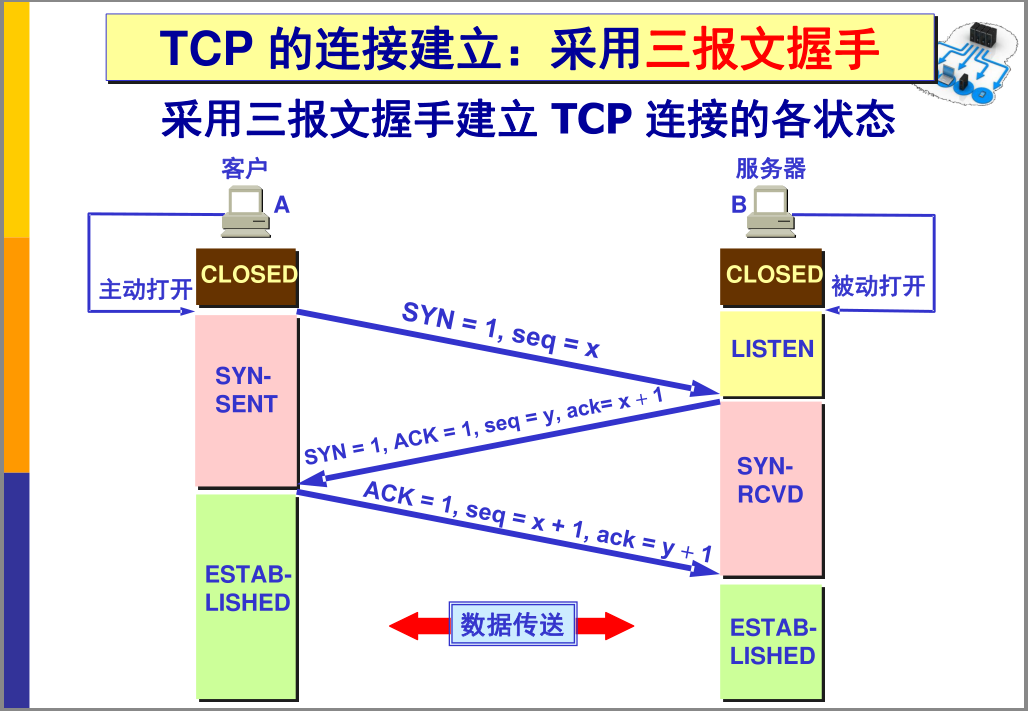 TCP 的连接建立：采用三报文握手
采用三报文握手建立 TCP 连接的各状态
客户
服务器
A
B
CLOSED
CLOSED
主动打开
被动打开
SYN = 1, seq = x
LISTEN
SYN-
SENT
SYN = 1, ACK = 1, seq = y, ack= x + 1
SYN-
RCVD
ACK = 1, seq = x + 1, ack = y + 1
ESTAB-
LISHED
数据传送
ESTAB-
LISHED